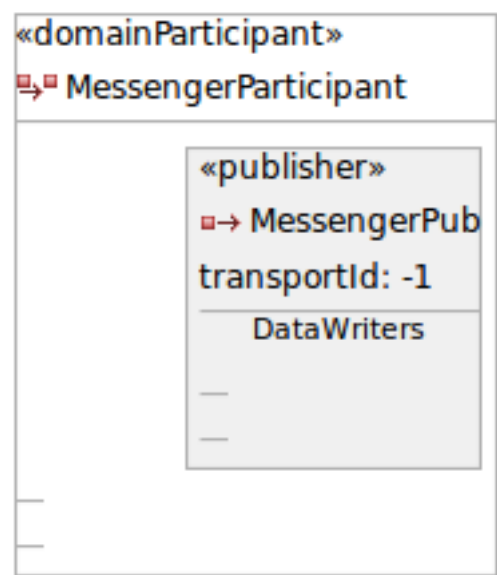 «domainParticipant»
MessengerParticipant
«publisher»
MessengerPub
transportId: -1
DataWriters